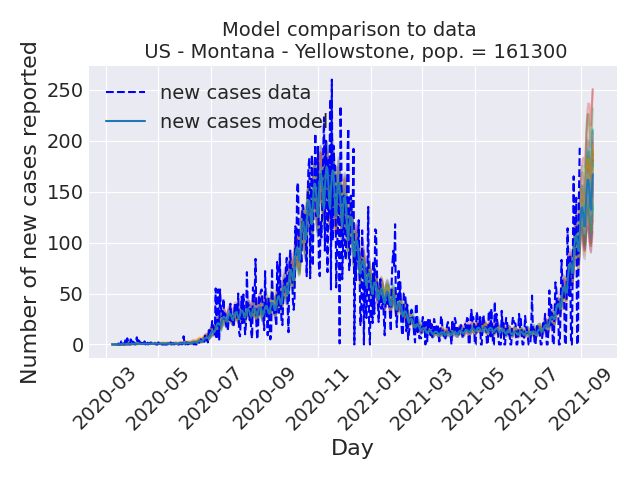 Model comparison to data
US - Montana - Yellowstone, pop. = 161300
Number of new cases reported
250
200
150
100
50
0
new cases data
new cases model
2020-03
2020-05
2020-07
2020-09
2020-11
2021-01
2021-03
2021-05
2021-07
2021-09
Day